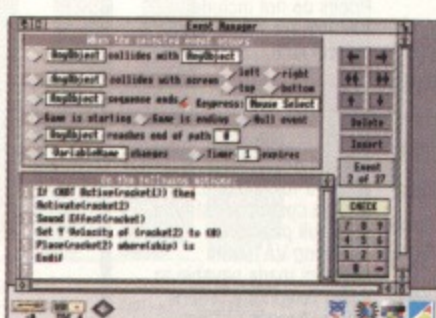 Event Manager
When the selected event occurs
AnyObject collides with AnyObject
AnyObject collides with screen left right
top bottom
AnyObject sequence ends Keypress: Mouse Select
Game is starting Game is ending Null event
AnyObject reaches end of path 0
VariableName changes Timer 1 expires
Delete
Insert
Event
2 of 37
CHECK
7 8 9
4 5 6
1 2 3
0
Do the following actions:
If (NOT Active(rocket1)) then
Activate(rocket2)
Sound Effect(rocket)
Set Y Velocity of (rocket2) to (0)
Place(rocket2) where(ship) is
Endif